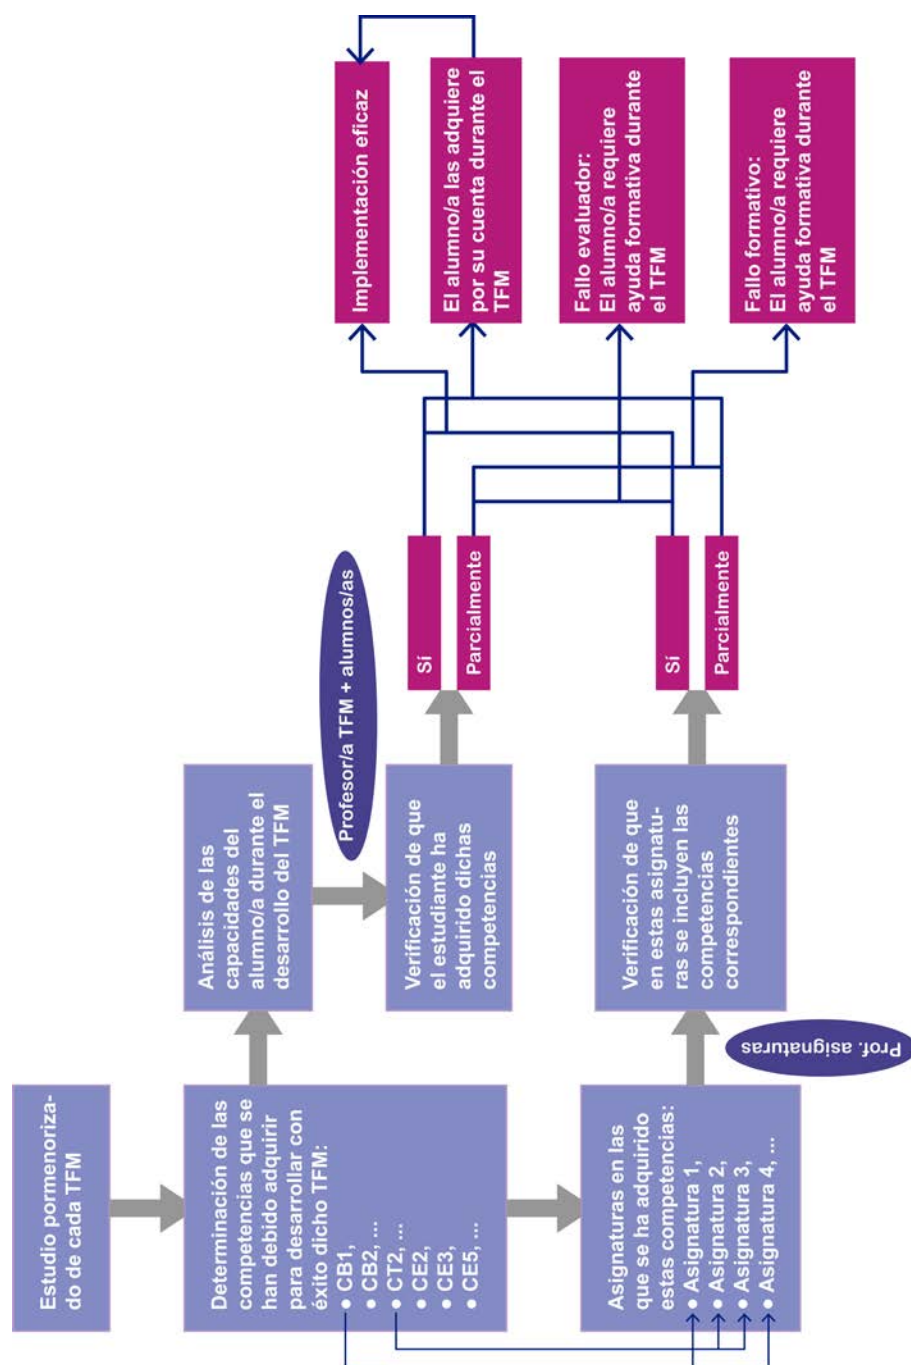 Estudio pormenoriza-
do de cada TFM
Determinación de las
competencias que se
han debido adquirir
para desarrollar con
éxito dicho TFM:
● CB1,
● CB2, ...
● CT2, ...
● CE2,
● CE3,
● CE5, ...
Asignaturas en las
que se ha adquirido
estas competencias:
● Asignatura 1,
● Asignatura 2,
● Asignatura 3,
● Asignatura 4, ...
Prof. asignaturas
Análisis de las
capacidades del
alumno/a durante el
desarrollo del TFM
Profesor/a TFM + alumnos/as
Verificación de que
el estudiante ha
adquirido dichas
competencias
Verificación de que
en estas asignatu-
ras se incluyen las
competencias
correspondientes
Sí
Parcialmente
Sí
Parcialmente
Implementación eficaz
El alumno/a las adquiere
por su cuenta durante el
TFM
Fallo evaluador:
El alumno/a requiere
ayuda formativa durante
el TFM
Fallo formativo:
El alumno/a requiere
ayuda formativa durante
el TFM